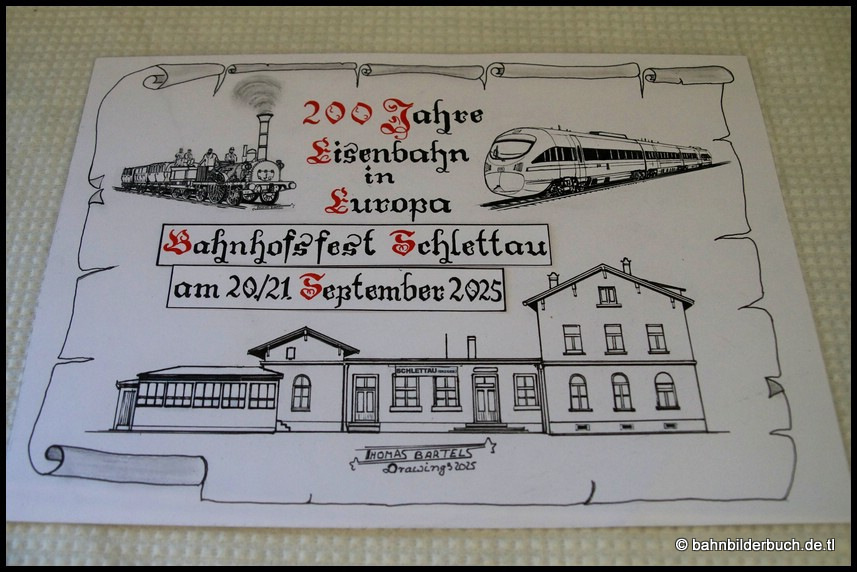 200 Jahre
Eisenbahn
in
Europa
Bahnhofsfest Schlettau
am 20/21 September 2025
SCHLETTAU
THOMAS BARTELS
Drawings 2025
© bahnbilderbuch.de.tl